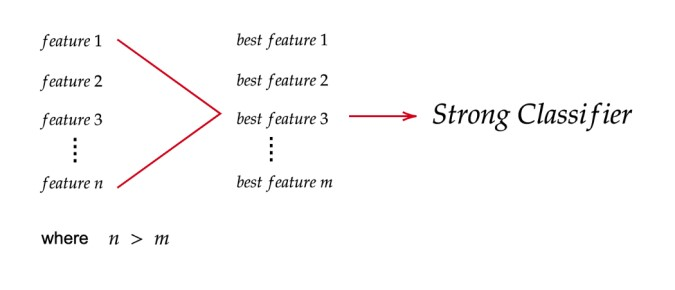 feature 1
feature 2
feature 3
⋮
feature n
best feature 1
best feature 2
best feature 3
⋮
best feature m
Strong Classifier
where n > m